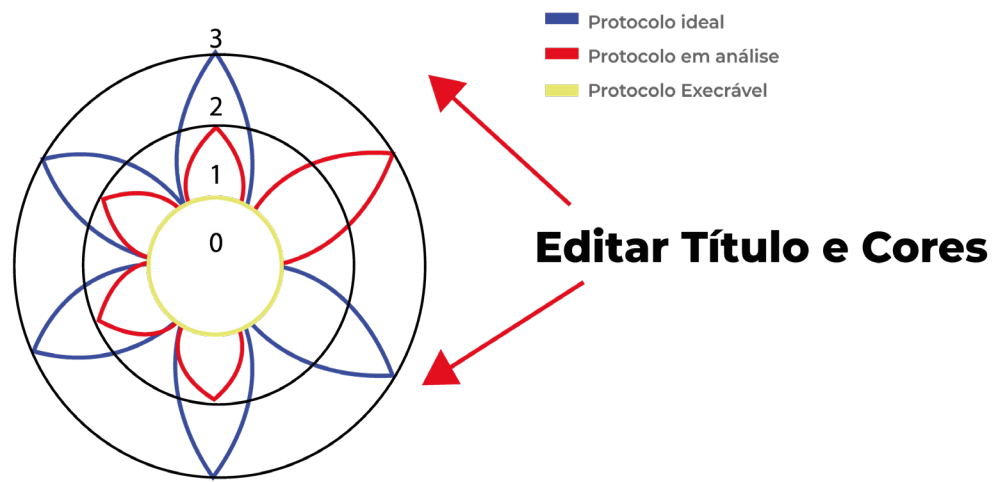 Protocolo ideal
Protocolo em análise
Protocolo Execrável
3
2
1
0
Editar Título e Cores